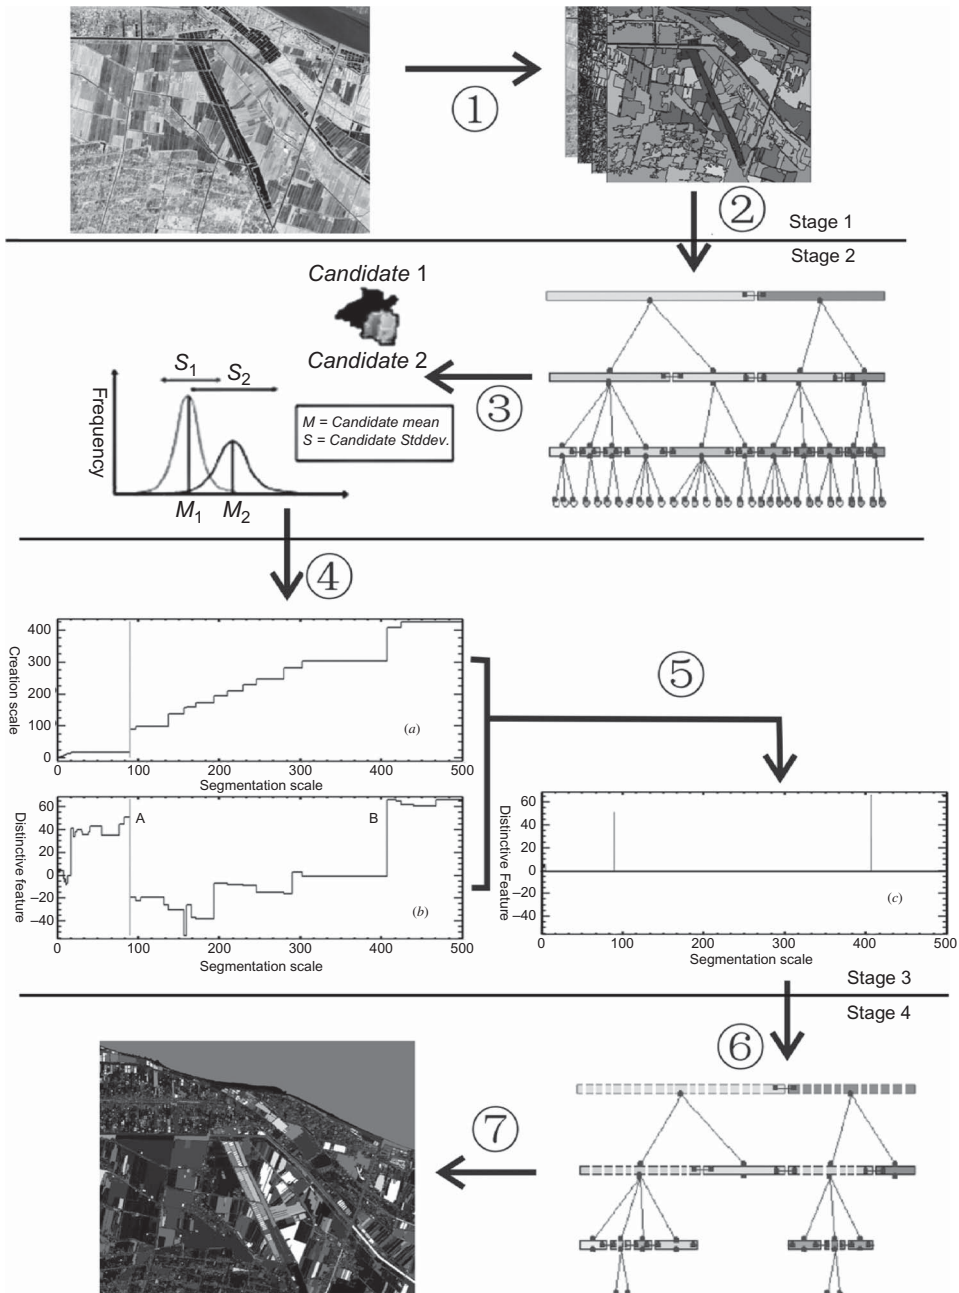 ①
②
Stage 1
Stage 2
Candidate 1
Candidate 2
③
S1
S2
Frequency
M = Candidate mean
S = Candidate Stddev.
M1
M2
④
Creation scale
400
300
200
100
0
(a)
0 100 200 300 400 500
Segmentation scale
⑤
Distinctive feature
60
40
20
0
−20
−40
A
B
(b)
0 100 200 300 400 500
Segmentation scale
Distinctive Feature
60
40
20
0
−20
−40
(c)
0 100 200 300 400 500
Segmentation scale
Stage 3
Stage 4
⑥
⑦